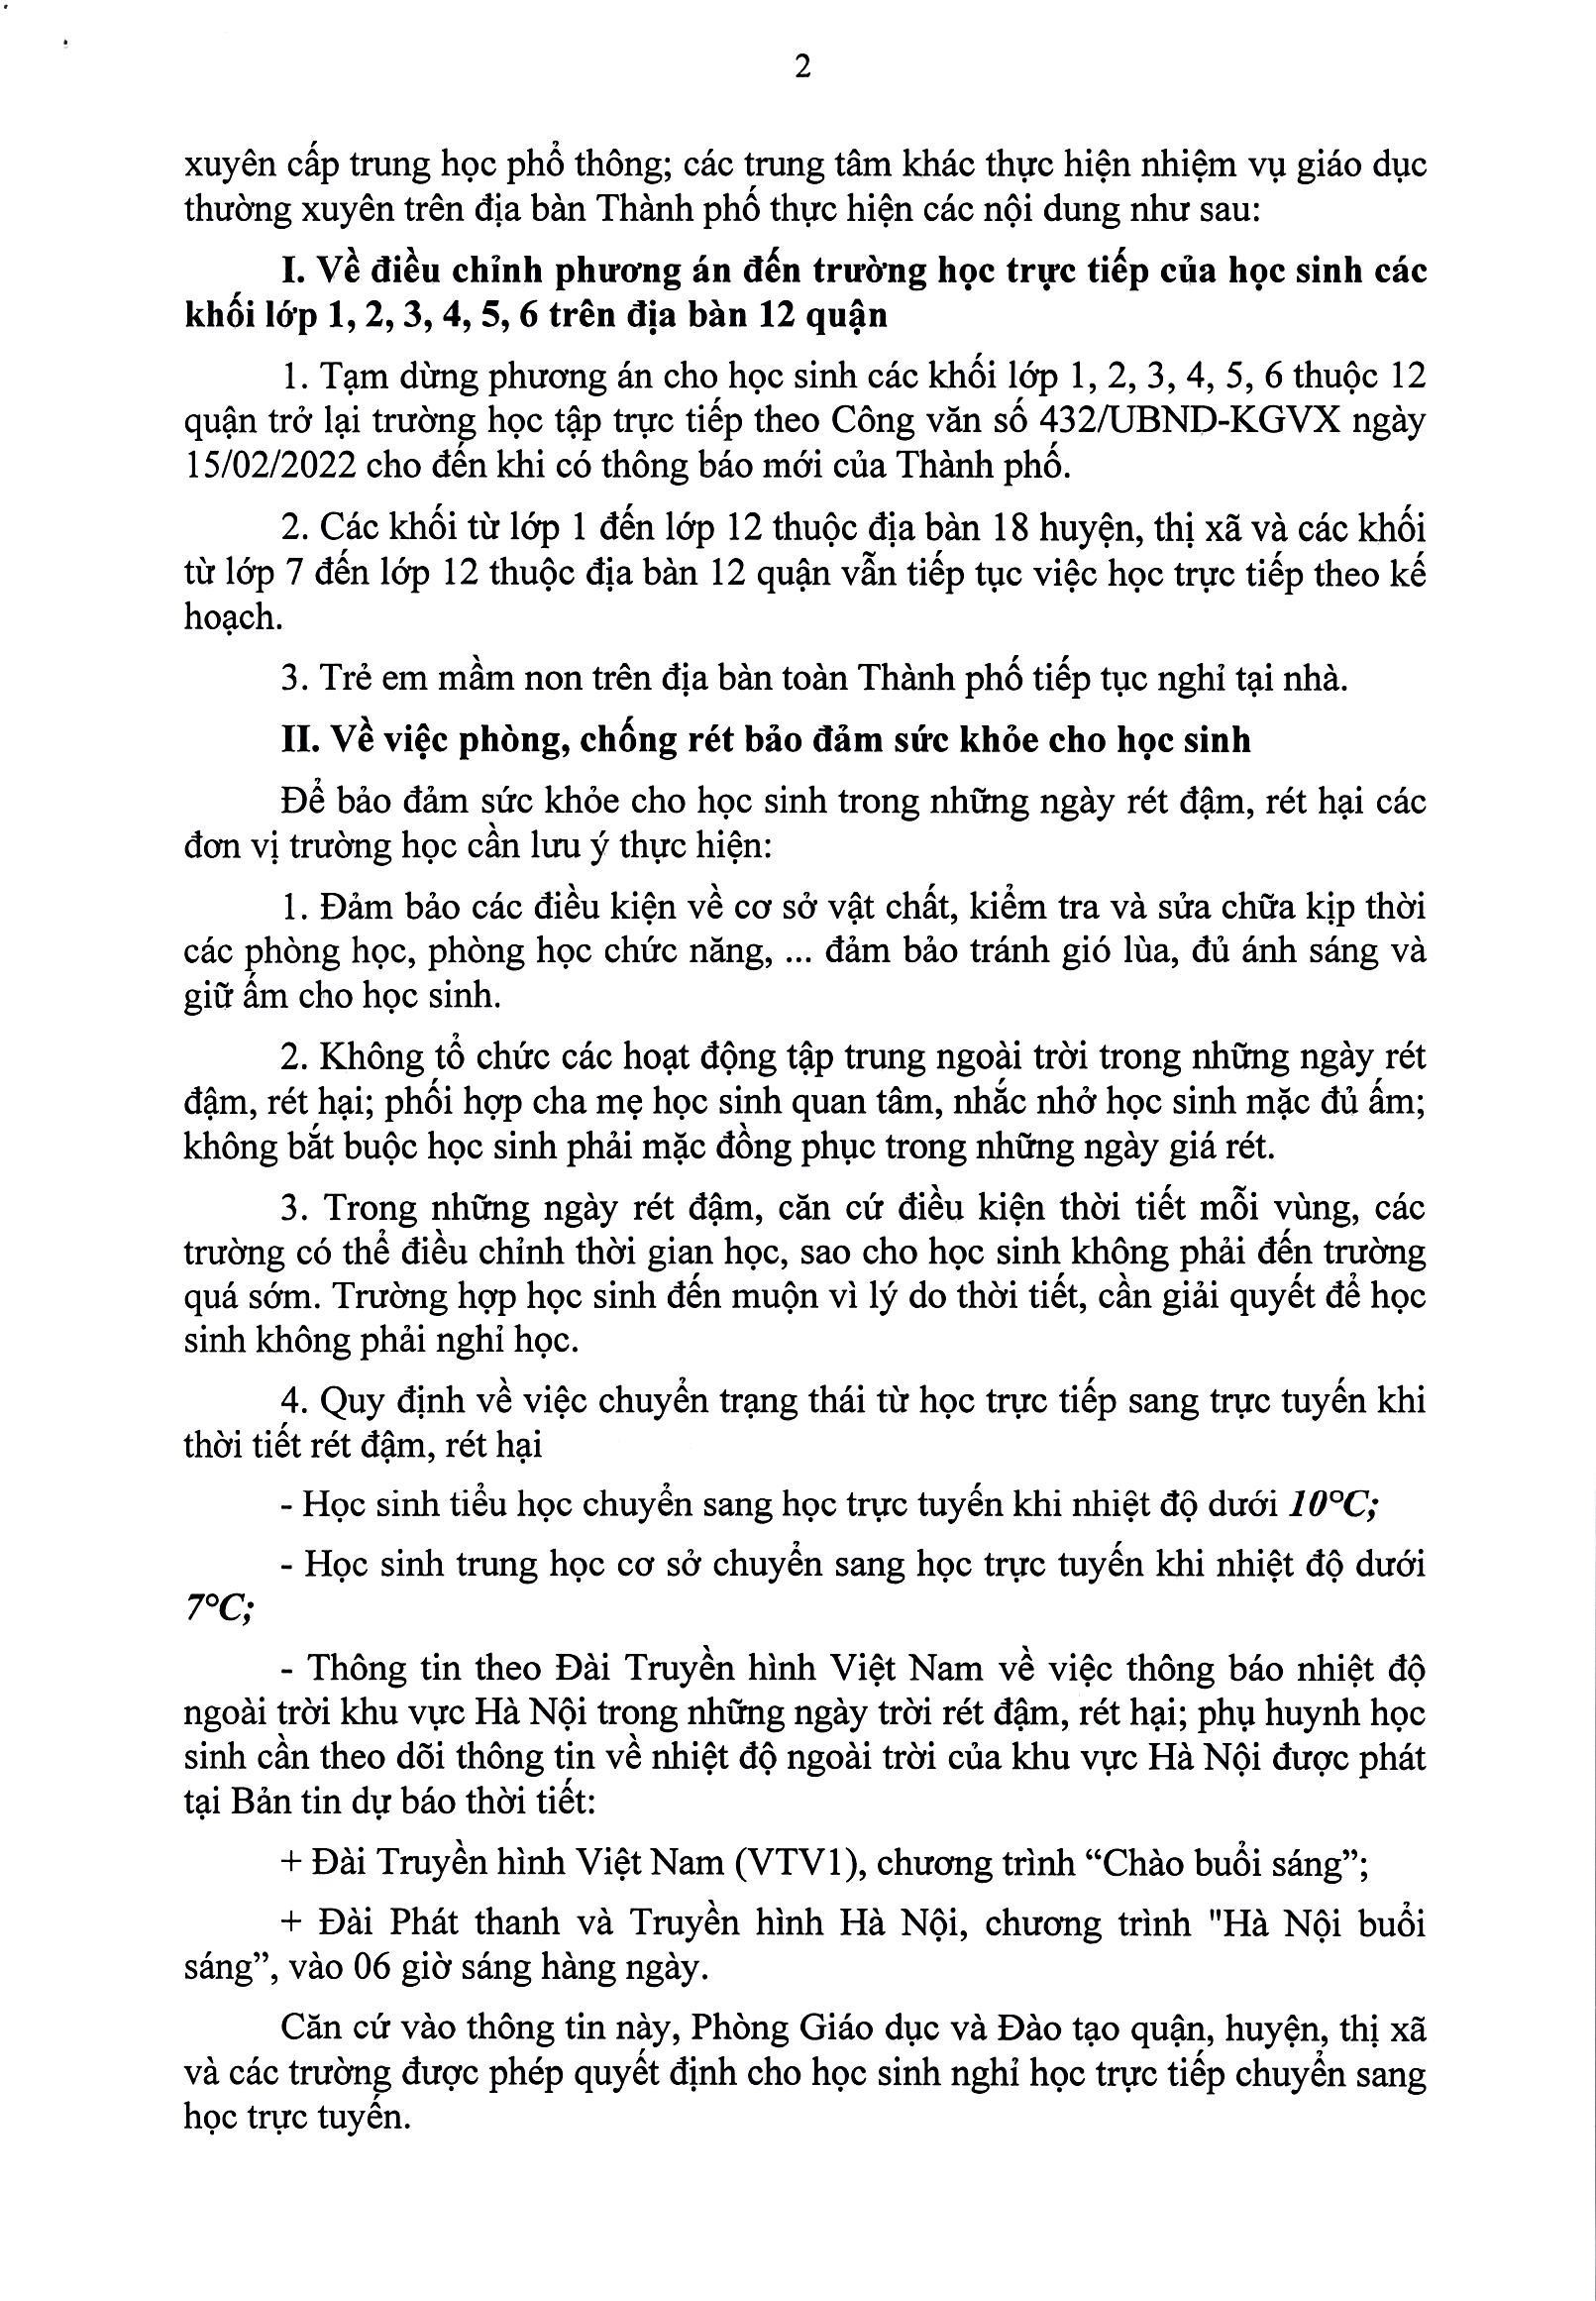 2
xuyên cấp trung học phổ thông; các trung tâm khác thực hiện nhiệm vụ giáo dục
thường xuyên trên địa bàn Thành phố thực hiện các nội dung như sau:
I. Về điều chỉnh phương án đến trường học trực tiếp của học sinh các
khối lớp 1, 2, 3, 4, 5, 6 trên địa bàn 12 quận
1. Tạm dừng phương án cho học sinh các khối lớp 1, 2, 3, 4, 5, 6 thuộc 12
quận trở lại trường học tập trực tiếp theo Công văn số 432/UBND-KGVX ngày
15/02/2022 cho đến khi có thông báo mới của Thành phố.
2. Các khối từ lớp 1 đến lớp 12 thuộc địa bàn 18 huyện, thị xã và các khối
từ lớp 7 đến lớp 12 thuộc địa bàn 12 quận vẫn tiếp tục việc học trực tiếp theo kế
hoạch.
3. Trẻ em mầm non trên địa bàn toàn Thành phố tiếp tục nghỉ tại nhà.
II. Về việc phòng, chống rét bảo đảm sức khỏe cho học sinh
Để bảo đảm sức khỏe cho học sinh trong những ngày rét đậm, rét hại các
đơn vị trường học cần lưu ý thực hiện:
1. Đảm bảo các điều kiện về cơ sở vật chất, kiểm tra và sửa chữa kịp thời
các phòng học, phòng học chức năng, ... đảm bảo tránh gió lùa, đủ ánh sáng và
giữ ấm cho học sinh.
2. Không tổ chức các hoạt động tập trung ngoài trời trong những ngày rét
đậm, rét hại; phối hợp cha mẹ học sinh quan tâm, nhắc nhở học sinh mặc đủ ấm;
không bắt buộc học sinh phải mặc đồng phục trong những ngày giá rét.
3. Trong những ngày rét đậm, căn cứ điều kiện thời tiết mỗi vùng, các
trường có thể điều chỉnh thời gian học, sao cho học sinh không phải đến trường
quá sớm. Trường hợp học sinh đến muộn vì lý do thời tiết, cần giải quyết để học
sinh không phải nghỉ học.
4. Quy định về việc chuyển trạng thái từ học trực tiếp sang trực tuyến khi
thời tiết rét đậm, rét hại
- Học sinh tiểu học chuyển sang học trực tuyến khi nhiệt độ dưới 10°C;
- Học sinh trung học cơ sở chuyển sang học trực tuyến khi nhiệt độ dưới
7°C;
- Thông tin theo Đài Truyền hình Việt Nam về việc thông báo nhiệt độ
ngoài trời khu vực Hà Nội trong những ngày trời rét đậm, rét hại; phụ huynh học
sinh cần theo dõi thông tin về nhiệt độ ngoài trời của khu vực Hà Nội được phát
tại Bản tin dự báo thời tiết:
+ Đài Truyền hình Việt Nam (VTV1), chương trình “Chào buổi sáng”;
+ Đài Phát thanh và Truyền hình Hà Nội, chương trình "Hà Nội buổi
sáng”, vào 06 giờ sáng hàng ngày.
Căn cứ vào thông tin này, Phòng Giáo dục và Đào tạo quận, huyện, thị xã
và các trường được phép quyết định cho học sinh nghỉ học trực tiếp chuyển sang
học trực tuyến.